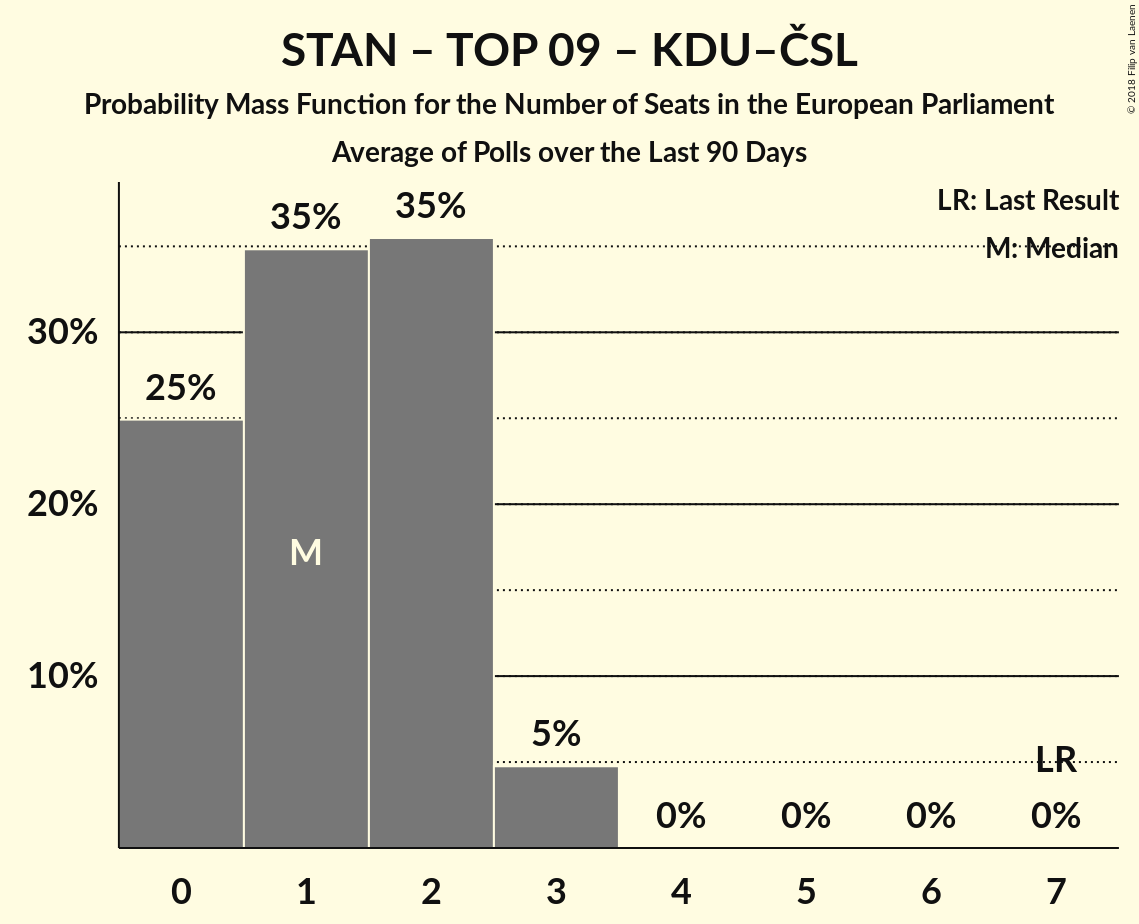 STAN – TOP 09 – KDU–ČSL
Probability Mass Function for the Number of Seats in the European Parliament
Average of Polls over the Last 90 Days
© 2018 Filip van Laenen
LR: Last Result
M: Median
35% 35%
30%
25%
20%
M
10%
5%
LR
0% 0% 0% 0%
0 1 2 3 4 5 6 7